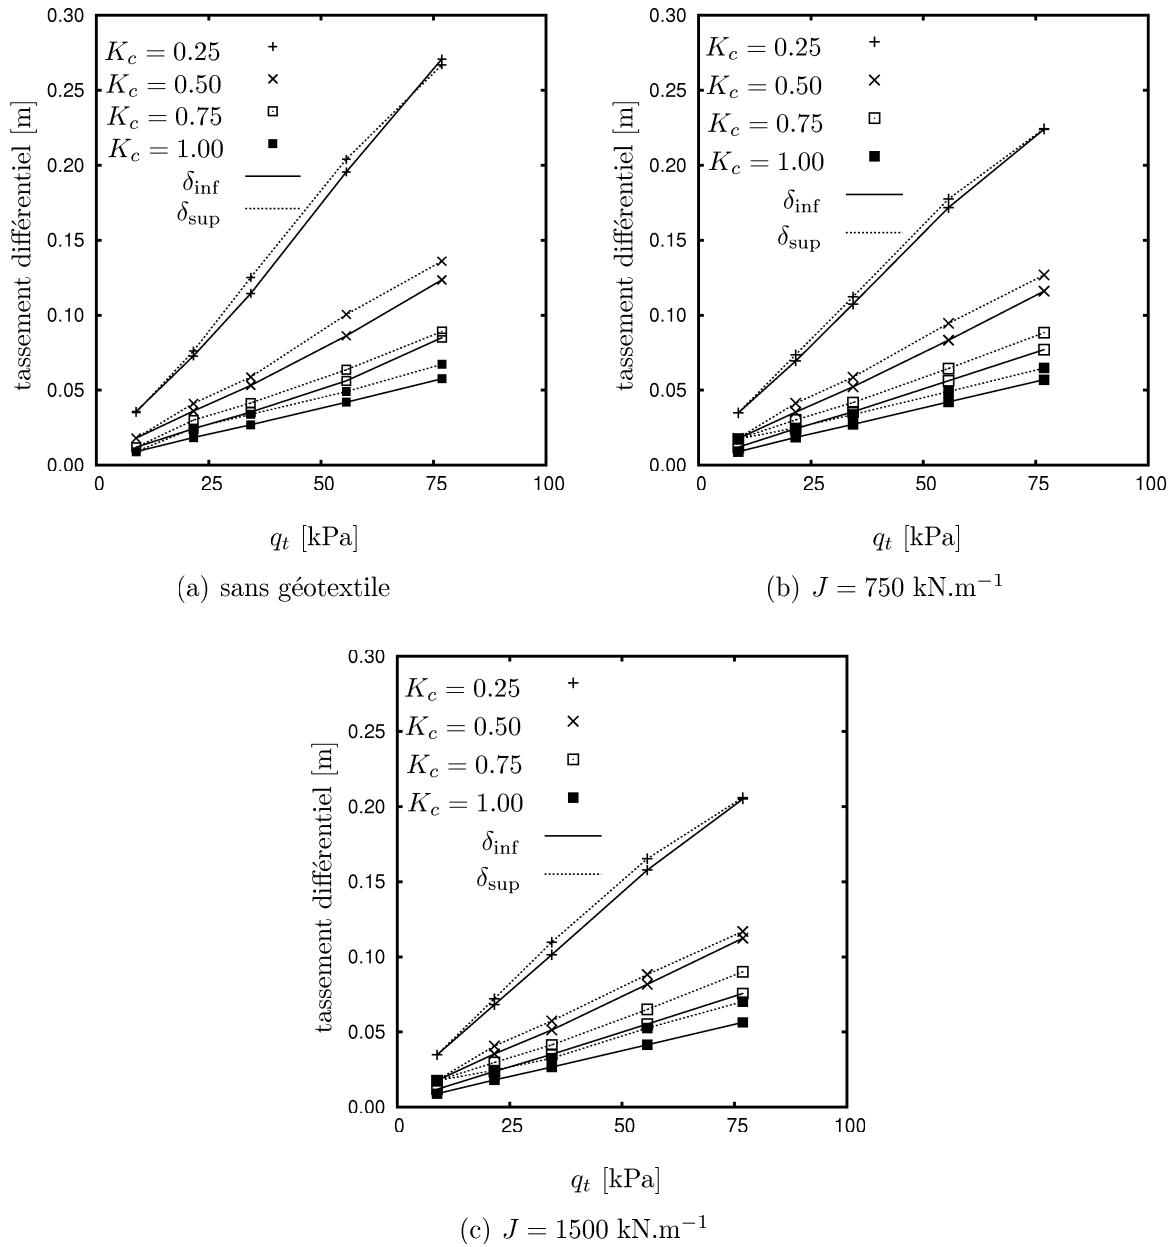 0.30
0.25
0.20
0.15
0.10
0.05
0.00
tassement différentiel [m]
K_c = 0.25
K_c = 0.50
K_c = 0.75
K_c = 1.00
δ_inf
δ_sup
0 25 50 75 100
q_t [kPa]
(a) sans géotextile
0.30
0.25
0.20
0.15
0.10
0.05
0.00
tassement différentiel [m]
K_c = 0.25
K_c = 0.50
K_c = 0.75
K_c = 1.00
δ_inf
δ_sup
0 25 50 75 100
q_t [kPa]
(b) J = 750 kN.m⁻¹
0.30
0.25
0.20
0.15
0.10
0.05
0.00
tassement différentiel [m]
K_c = 0.25
K_c = 0.50
K_c = 0.75
K_c = 1.00
δ_inf
δ_sup
0 25 50 75 100
q_t [kPa]
(c) J = 1500 kN.m⁻¹